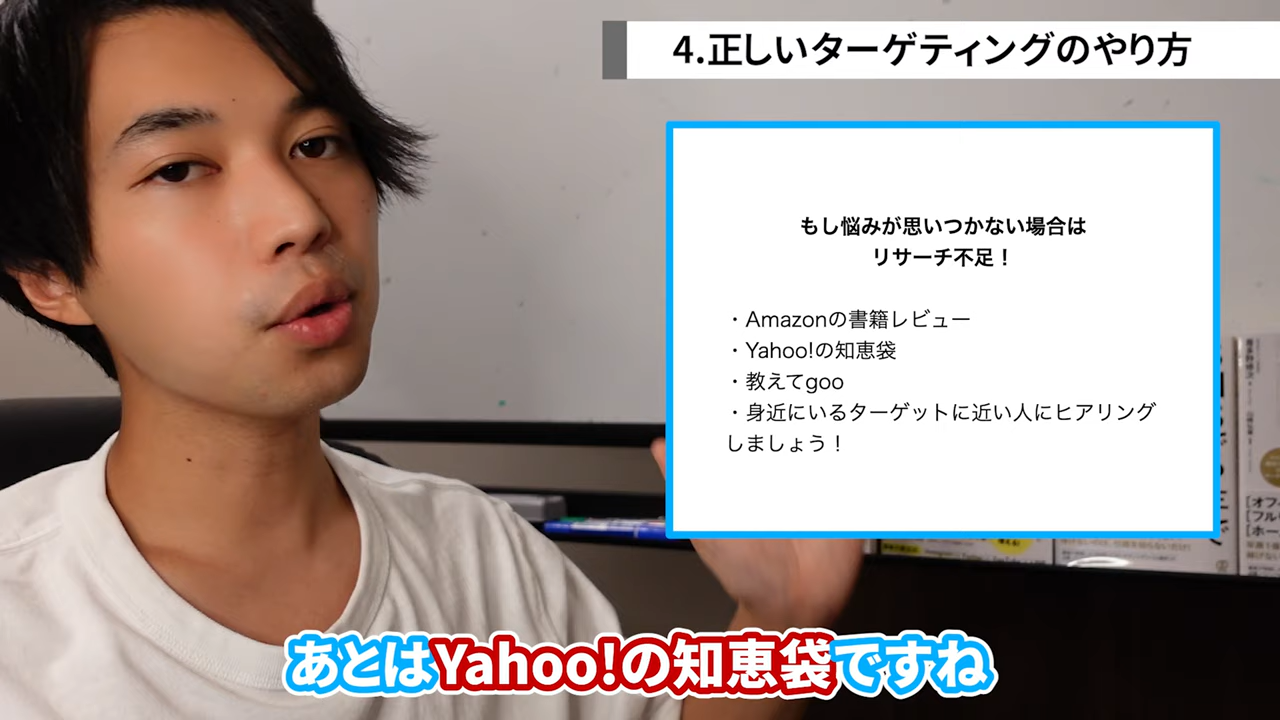 4.正しいターゲティングのやり方
もし悩みが思いつかない場合は
リサーチ不足！
・Amazonの書籍レビュー
・Yahoo!の知恵袋
・教えてgoo
・身近にいるターゲットに近い人にヒアリング
しましょう！
あとはYahoo!の知恵袋ですね